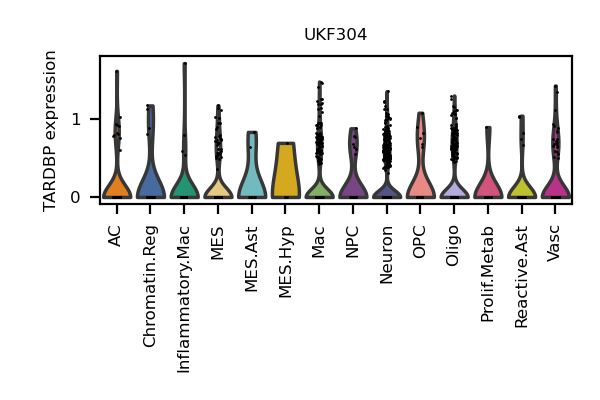 UKF304
TARDBP expression
1
0
AC
Chromatin.Reg
Inflammatory.Mac
MES
MES.Ast
MES.Hyp
Mac
NPC
Neuron
OPC
Oligo
Prolif.Metab
Reactive.Ast
Vasc